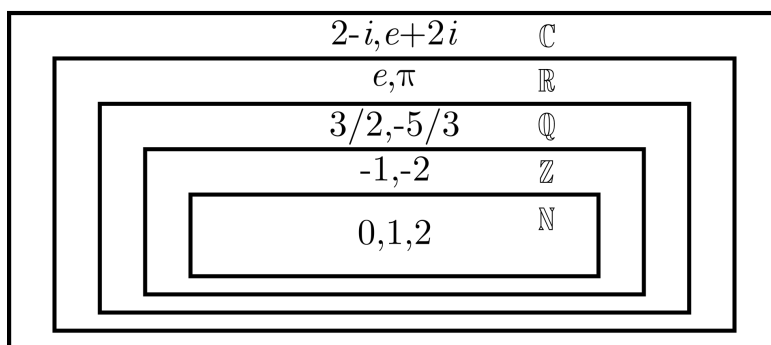 2-i,e+2i ℂ
e,π ℝ
3/2,-5/3 ℚ
-1,-2 ℤ
0,1,2 ℕ